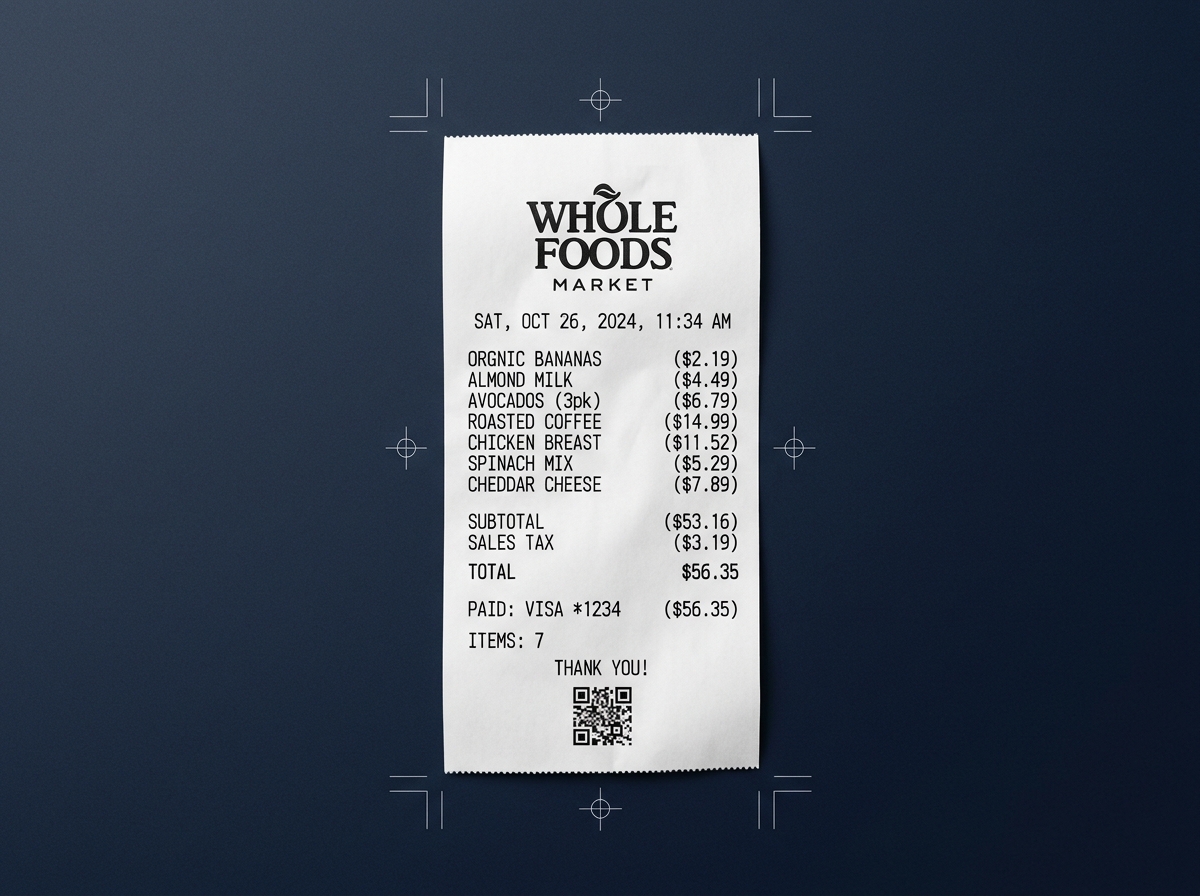 WHOLE
FOODS
MARKET
SAT, OCT 26, 2024, 11:34 AM
ORGNIC BANANAS ($2.19)
ALMOND MILK ($4.49)
AVOCADOS (3pk) ($6.79)
ROASTED COFFEE ($14.99)
CHICKEN BREAST ($11.52)
SPINACH MIX ($5.29)
CHEDDAR CHEESE ($7.89)
SUBTOTAL ($53.16)
SALES TAX ($3.19)
TOTAL $56.35
PAID: VISA *1234 ($56.35)
ITEMS: 7
THANK YOU!